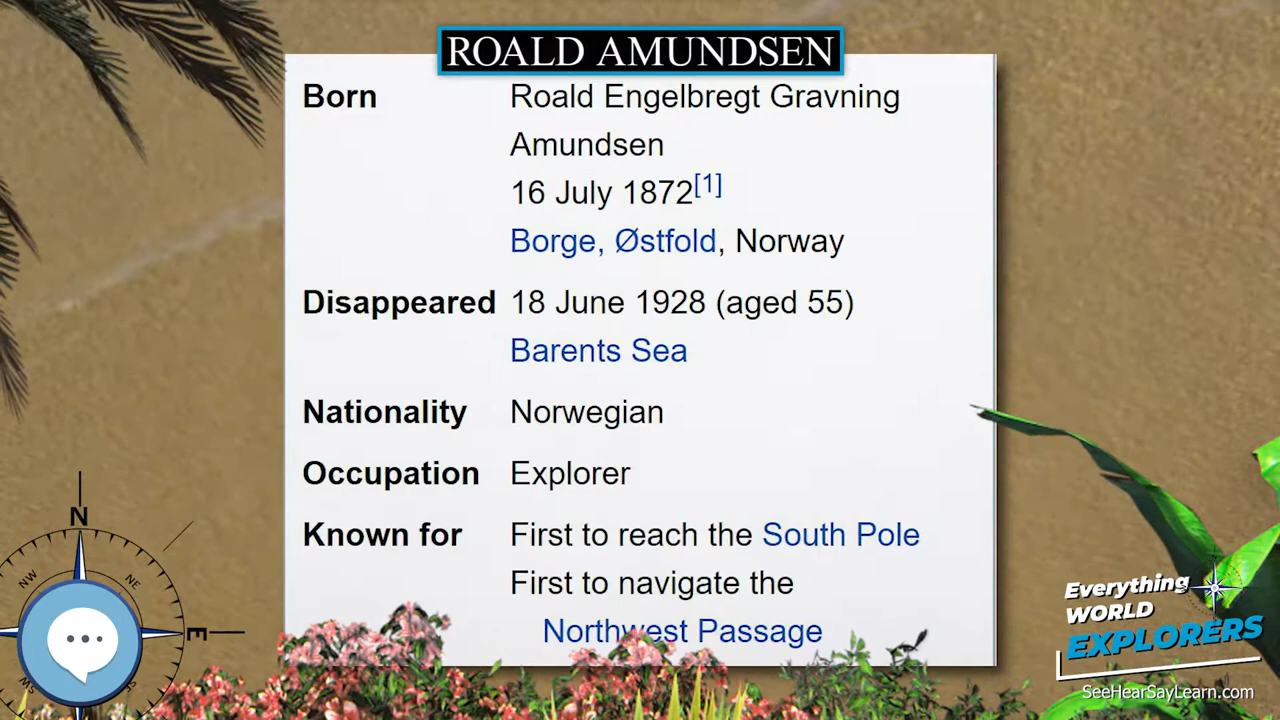 ROALD AMUNDSEN
Born Roald Engelbregt Gravning
Amundsen
16 July 1872[1]
Borge, Østfold, Norway
Disappeared 18 June 1928 (aged 55)
Barents Sea
Nationality Norwegian
Occupation Explorer
Known for First to reach the South Pole
First to navigate the
Northwest Passage
N
NW
NE
E
SW
Everything
WORLD
EXPLORERS
SeeHearSayLearn.com